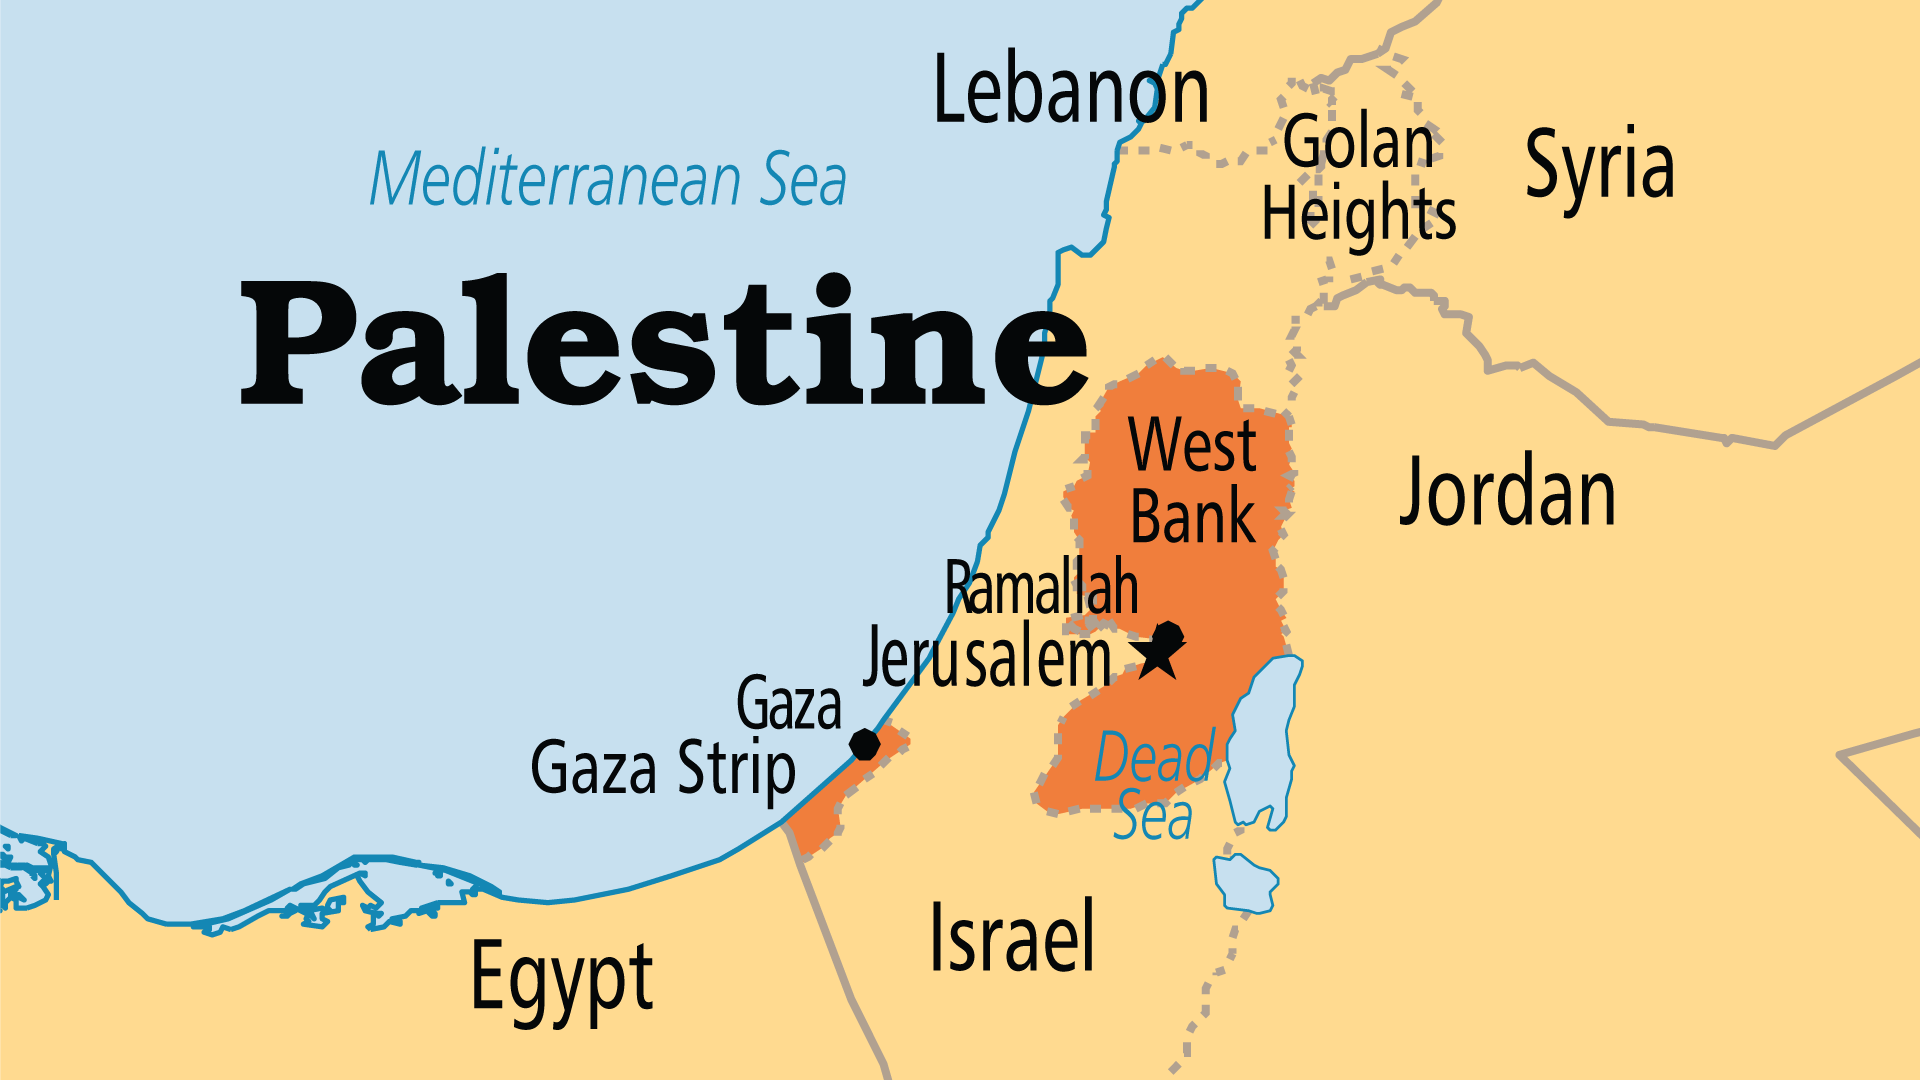 Lebanon
Golan
Heights
Syria
Mediterranean Sea
Palestine
West
Bank
Jordan
Ramallah
Jerusalem
Gaza
Gaza Strip
Dead
Sea
Israel
Egypt